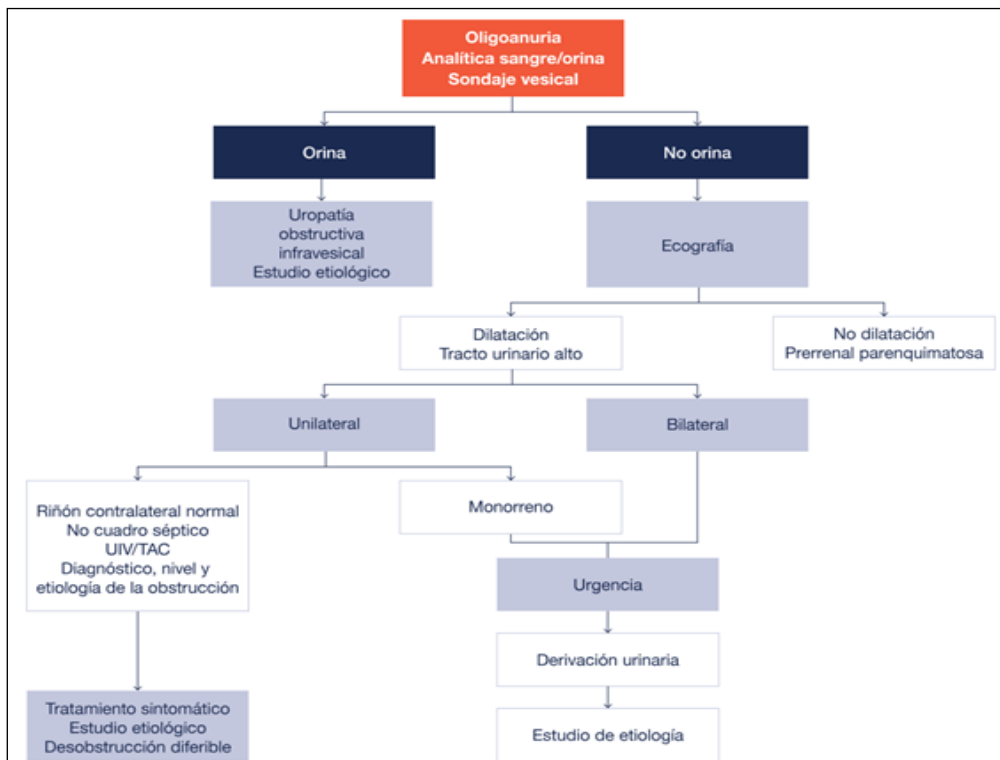 Oligoanuria
Analítica sangre/orina
Sondaje vesical
Orina
No orina
Uropatía
obstructiva
infravesical
Estudio etiológico
Ecografía
Dilatación
Tracto urinario alto
No dilatación
Prerrenal parenquimatosa
Unilateral
Bilateral
Riñón contralateral normal
No cuadro séptico
UIV/TAC
Diagnóstico, nivel y
etiología de la obstrucción
Monorreno
Urgencia
Derivación urinaria
Tratamiento sintomático
Estudio etiológico
Desobstrucción diferible
Estudio de etiología